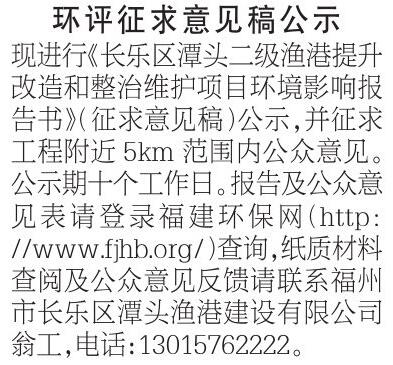 环评征求意见稿公示
现进行《长乐区潭头二级渔港提升
改造和整治维护项目环境影响报
告书》(征求意见稿)公示,并征求
工程附近5km范围内公众意见。
公示期十个工作日。报告及公众意
见表请登录福建环保网(http:
//www.fjhb.org/)查询,纸质材料
查阅及公众意见反馈请联系福州
市长乐区潭头渔港建设有限公司
翁工,电话:13015762222。